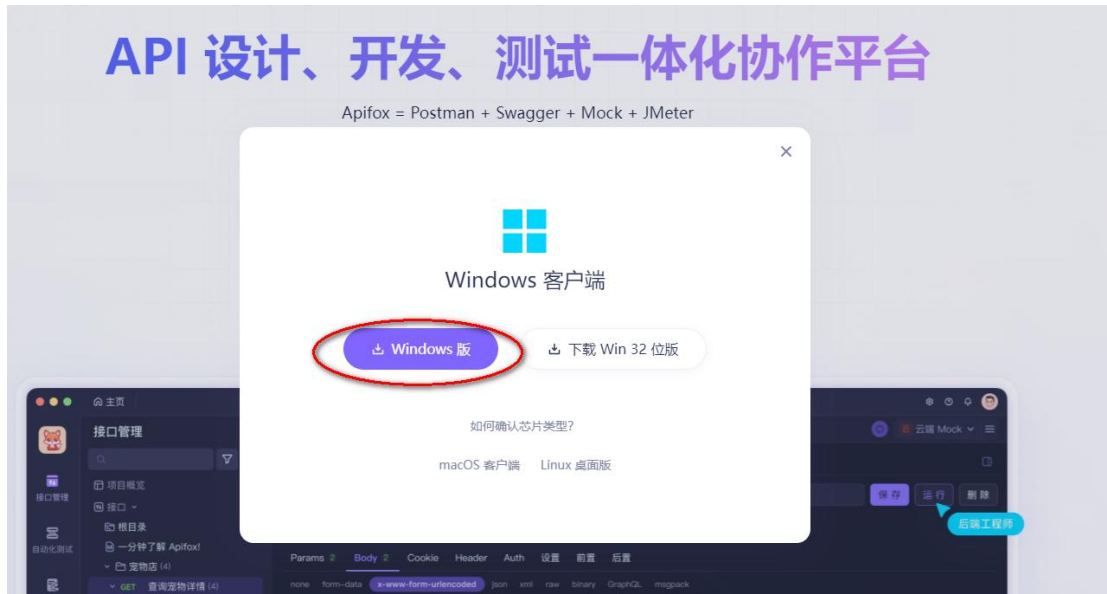 API 设计、开发、测试一体化协作平台
Apifox = Postman + Swagger + Mock + JMeter
Windows 客户端
Windows 版
下载 Win 32 位版
如何确认芯片类型?
macOS 客户端 Linux 桌面版
主页
接口管理
云端 Mock
接口管理
项目概览
接口
保存 运行 删除
根目录
后端工程师
自动化测试
一分钟了解 Apifox!
Params 2 Body 2 Cookie Header Auth 设置 前置 后置
宠物店 (4)
GET 查询宠物详情 (4)
none form-data x-www-form-urlencoded json xml raw binary GraphQL msgpack